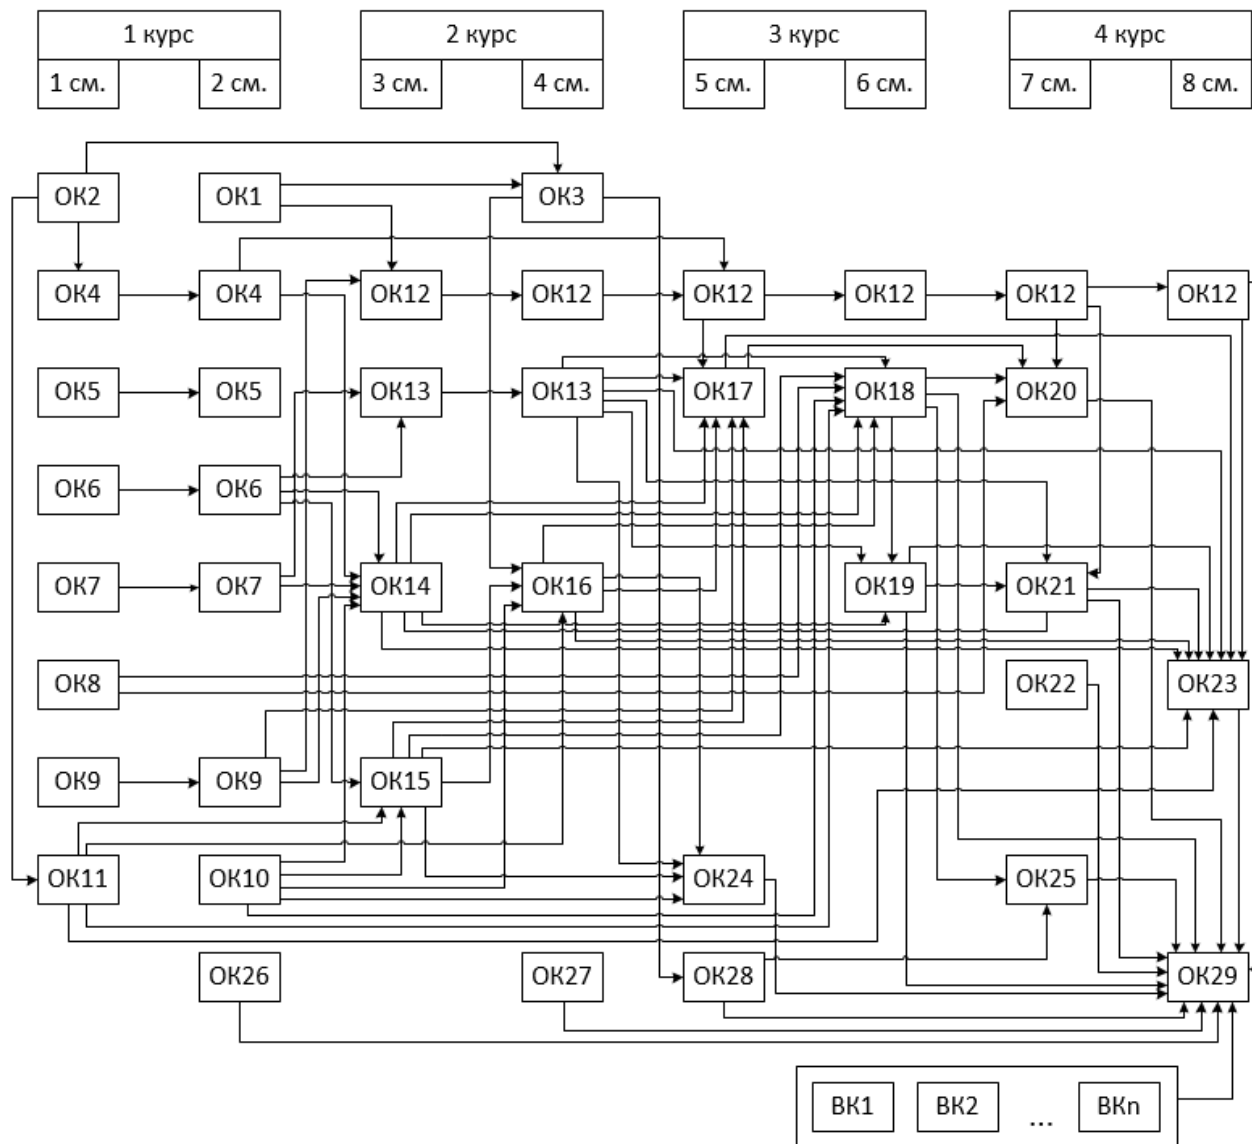 1 курс 2 курс 3 курс 4 курс
1 см. 2 см. 3 см. 4 см. 5 см. 6 см. 7 см. 8 см.
ОК2 ОК1 ОК3
ОК4 ОК4 ОК12 ОК12 ОК12 ОК12 ОК12 ОК12
ОК5 ОК5 ОК13 ОК13 ОК17 ОК18 ОК20
ОК6 ОК6
ОК7 ОК7 ОК14 ОК16 ОК19 ОК21
ОК8 ОК22 ОК23
ОК9 ОК9 ОК15
ОК11 ОК10 ОК24 ОК25
ОК26 ОК27 ОК28 ОК29
ВК1 ВК2 ... ВКn